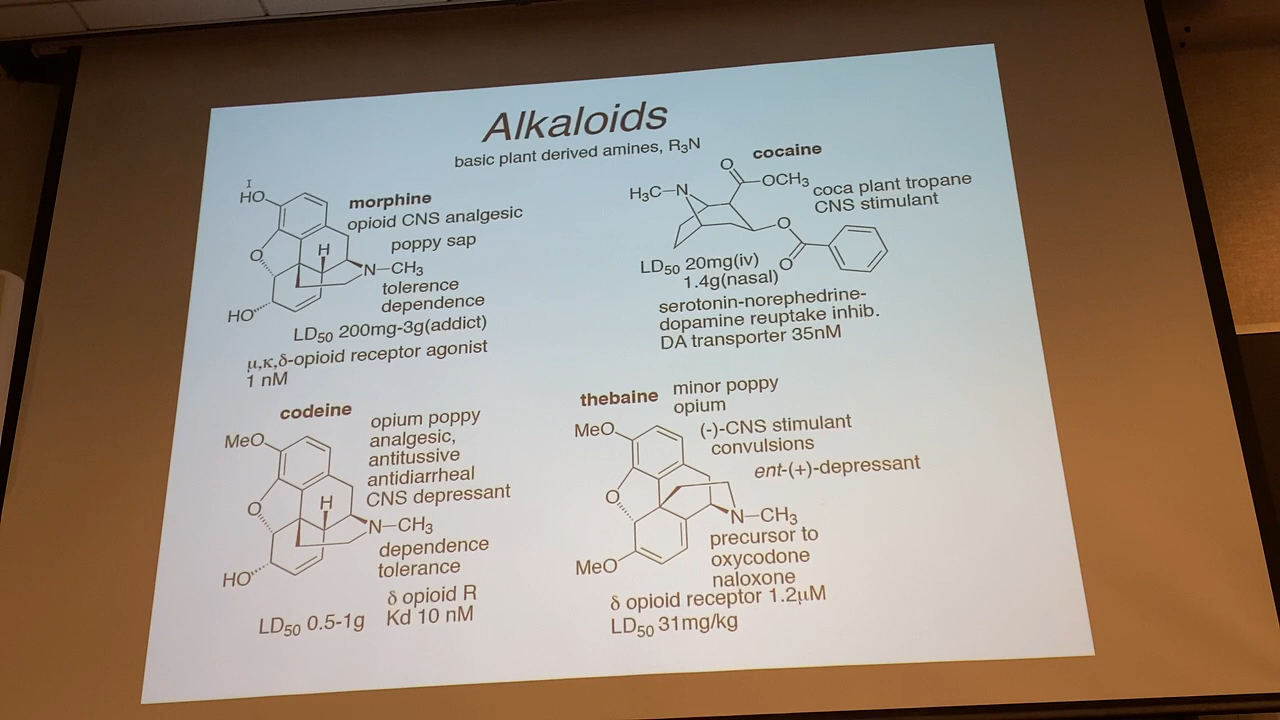 Alkaloids
basic plant derived amines, R₃N
HO
morphine
opioid CNS analgesic
poppy sap
O
H
N–CH₃
HO
tolerence
dependence
LD₅₀ 200mg-3g(addict)
μ,κ,δ-opioid receptor agonist
1 nM
cocaine
H₃C–N
O
OCH₃
coca plant tropane
CNS stimulant
O
O
LD₅₀ 20mg(iv)
1.4g(nasal)
serotonin-norephedrine-
dopamine reuptake inhib.
DA transporter 35nM
codeine
MeO
opium poppy
analgesic,
antitussive
antidiarrheal
CNS depressant
O
H
N–CH₃
HO
dependence
tolerance
δ opioid R
Kd 10 nM
LD₅₀ 0.5-1g
thebaine
minor poppy
opium
MeO
(-)-CNS stimulant
convulsions
ent-(+)-depressant
O
N–CH₃
MeO
precursor to
oxycodone
naloxone
δ opioid receptor 1.2μM
LD₅₀ 31mg/kg